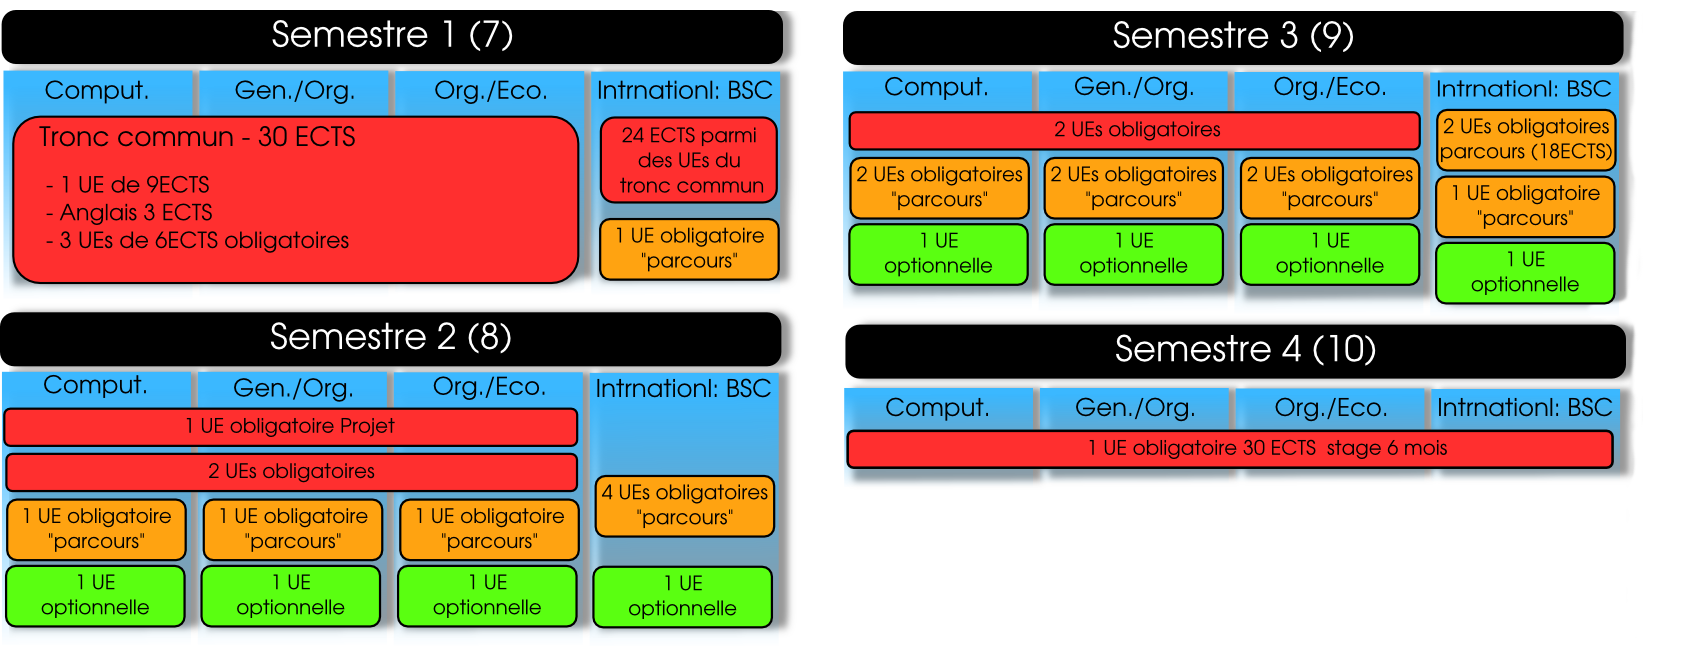 Semestre 1 (7)
Comput.
Gen./Org.
Org./Eco.
Intrnationl: BSC
Tronc commun - 30 ECTS
- 1 UE de 9ECTS
- Anglais 3 ECTS
- 3 UEs de 6ECTS obligatoires
24 ECTS parmi
des UEs du
tronc commun
1 UE obligatoire
"parcours"
Semestre 2 (8)
Comput.
Gen./Org.
Org./Eco.
Intrnationl: BSC
1 UE obligatoire Projet
2 UEs obligatoires
1 UE obligatoire
"parcours"
1 UE obligatoire
"parcours"
1 UE obligatoire
"parcours"
4 UEs obligatoires
"parcours"
1 UE
optionnelle
1 UE
optionnelle
1 UE
optionnelle
1 UE
optionnelle
Semestre 3 (9)
Comput.
Gen./Org.
Org./Eco.
Intrnationl: BSC
2 UEs obligatoires
2 UEs obligatoires
"parcours"
2 UEs obligatoires
"parcours"
2 UEs obligatoires
"parcours"
2 UEs obligatoires
parcours (18ECTS)
1 UE obligatoire
"parcours"
1 UE
optionnelle
1 UE
optionnelle
1 UE
optionnelle
1 UE
optionnelle
Semestre 4 (10)
Comput.
Gen./Org.
Org./Eco.
Intrnationl: BSC
1 UE obligatoire 30 ECTS stage 6 mois